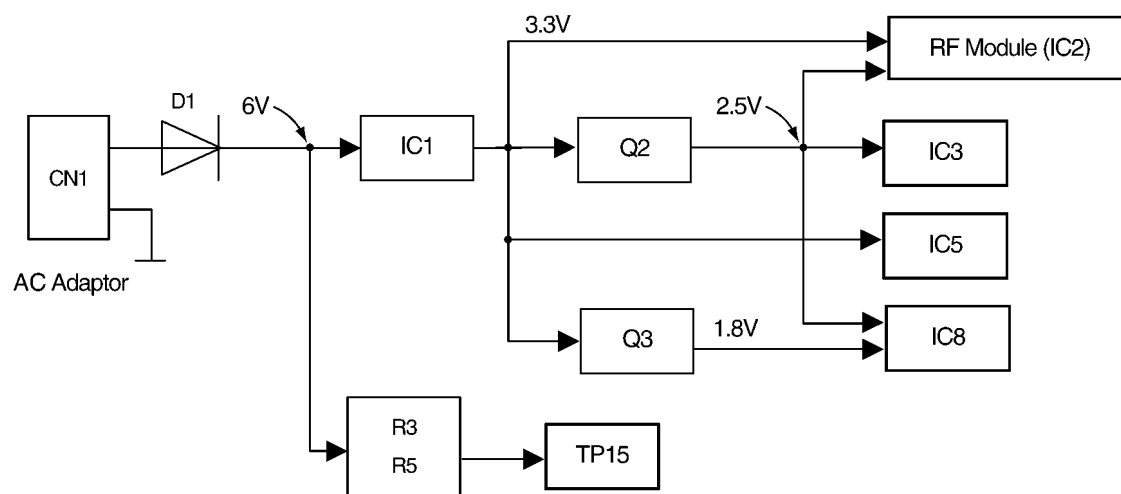 3.3V
RF Module (IC2)
D1
6V
2.5V
CN1
IC1
Q2
IC3
IC5
AC Adaptor
Q3
1.8V
IC8
R3
R5
TP15